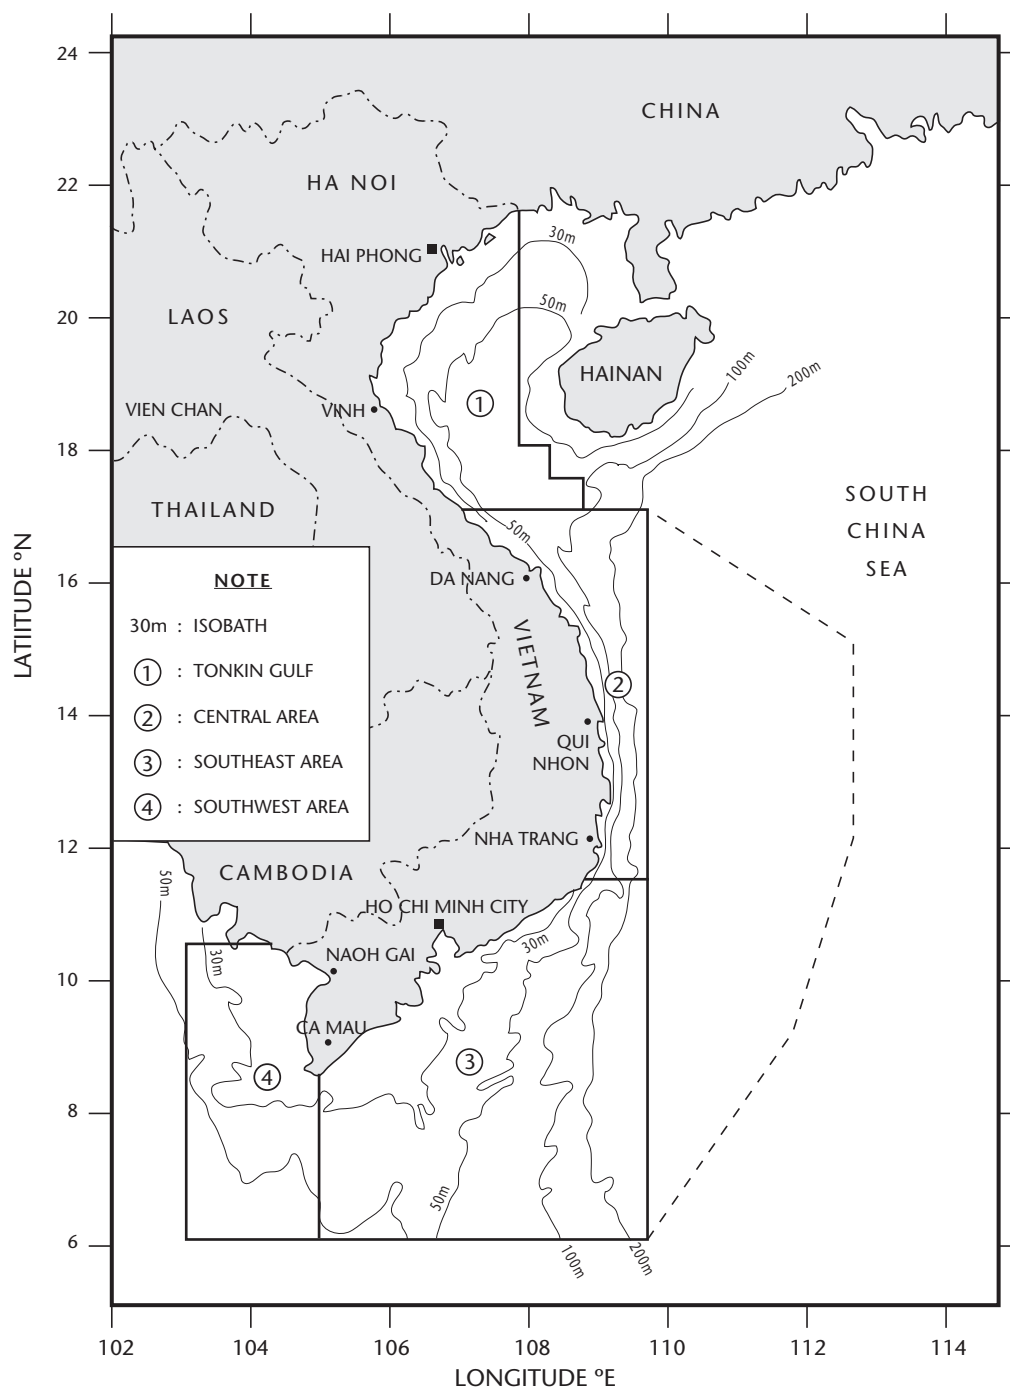 24
CHINA
22
HA NOI
HAI PHONG
30m
50m
20
LAOS
HAINAN
100m
200m
1
VIEN CHAN
VINH
18
THAILAND
SOUTH
CHINA
SEA
50m
DA NANG
16
LATIITUDE ºN
NOTE
30m : ISOBATH
1 : TONKIN GULF
2 : CENTRAL AREA
3 : SOUTHEAST AREA
4 : SOUTHWEST AREA
VIETNAM
2
14
QUI
NHON
NHA TRANG
12
CAMBODIA
50m
HO CHI MINH CITY
30m
30m
NAOH GAI
10
CA MAU
3
4
8
50m
6
100m
200m
102
104
106
108
110
112
114
LONGITUDE ºE